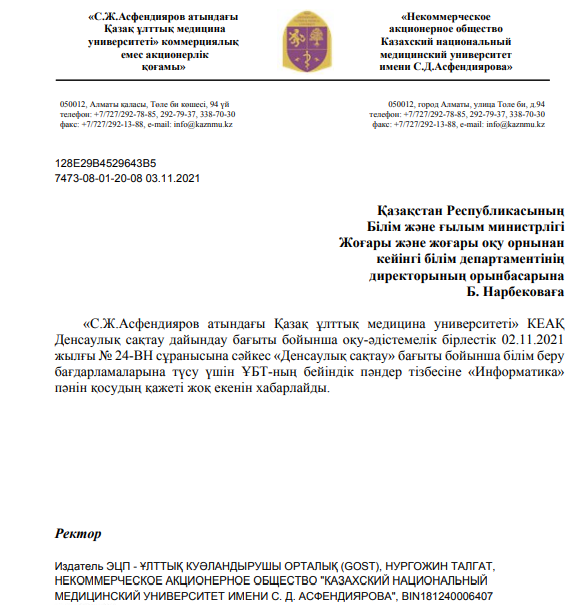 «С.Ж.Асфендияров атындағы
Қазақ ұлттық медицина
университеті» коммерциялық
емес акционерлік
қоғамы»
«Некоммерческое
акционерное общество
Казахский национальный
медицинский университет
имени С.Д.Асфендиярова»
050012, Алматы қаласы, Төле би көшесі, 94 үй
телефон: +7/727/292-78-85, 292-79-37, 338-70-30
факс: +7/727/292-13-88, e-mail: info@kaznmu.kz
050012, город Алматы, улица Толе би, д.94
телефон: +7/727/292-78-85, 292-79-37, 338-70-30
факс: +7/727/292-13-88, e-mail: info@kaznmu.kz
128E29B4529643B5
7473-08-01-20-08 03.11.2021
Қазақстан Республикасының
Білім және ғылым министрлігі
Жоғары және жоғары оқу орнынан
кейінгі білім департаментінің
директорының орынбасарына
Б. Нарбековаға
«С.Ж.Асфендияров атындағы Қазақ ұлттық медицина университеті» КЕАҚ
Денсаулық сақтау дайындау бағыты бойынша оқу-әдістемелік бірлестік 02.11.2021
жылғы № 24-ВН сұранысына сәйкес «Денсаулық сақтау» бағыты бойынша білім беру
бағдарламаларына түсу үшін ҰБТ-ның бейіндік пәндер тізбесіне «Информатика»
пәнін қосудың қажеті жоқ екенін хабарлайды.
Ректор
Издатель ЭЦП - ҰЛТТЫҚ КУӘЛАНДЫРУШЫ ОРТАЛЫҚ (GOST), НУРГОЖИН ТАЛГАТ,
НЕКОММЕРЧЕСКОЕ АКЦИОНЕРНОЕ ОБЩЕСТВО "КАЗАХСКИЙ НАЦИОНАЛЬНЫЙ
МЕДИЦИНСКИЙ УНИВЕРСИТЕТ ИМЕНИ С. Д. АСФЕНДИЯРОВА", BIN181240006407